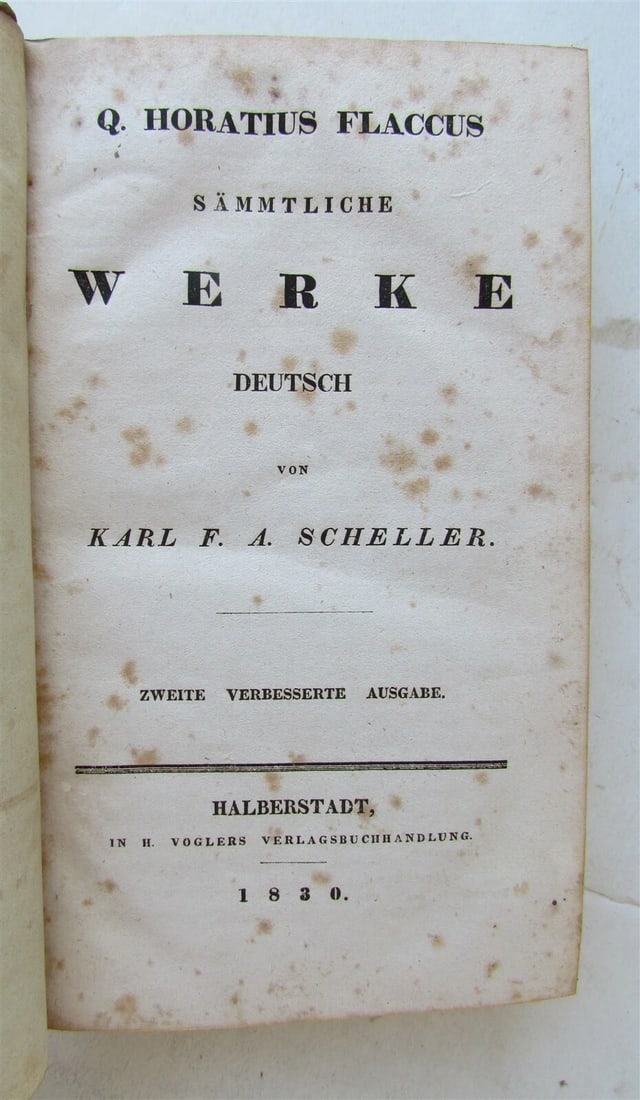 Q. HORATIUS FLACCUS
SÄMMTLICHE
WERKE
DEUTSCH
VON
KARL F. A. SCHELLER.
ZWEITE VERBESSERTE AUSGABE.
HALBERSTADT,
IN H. VOGLERS VERLAGSBUCHHANDLUNG.
1830.